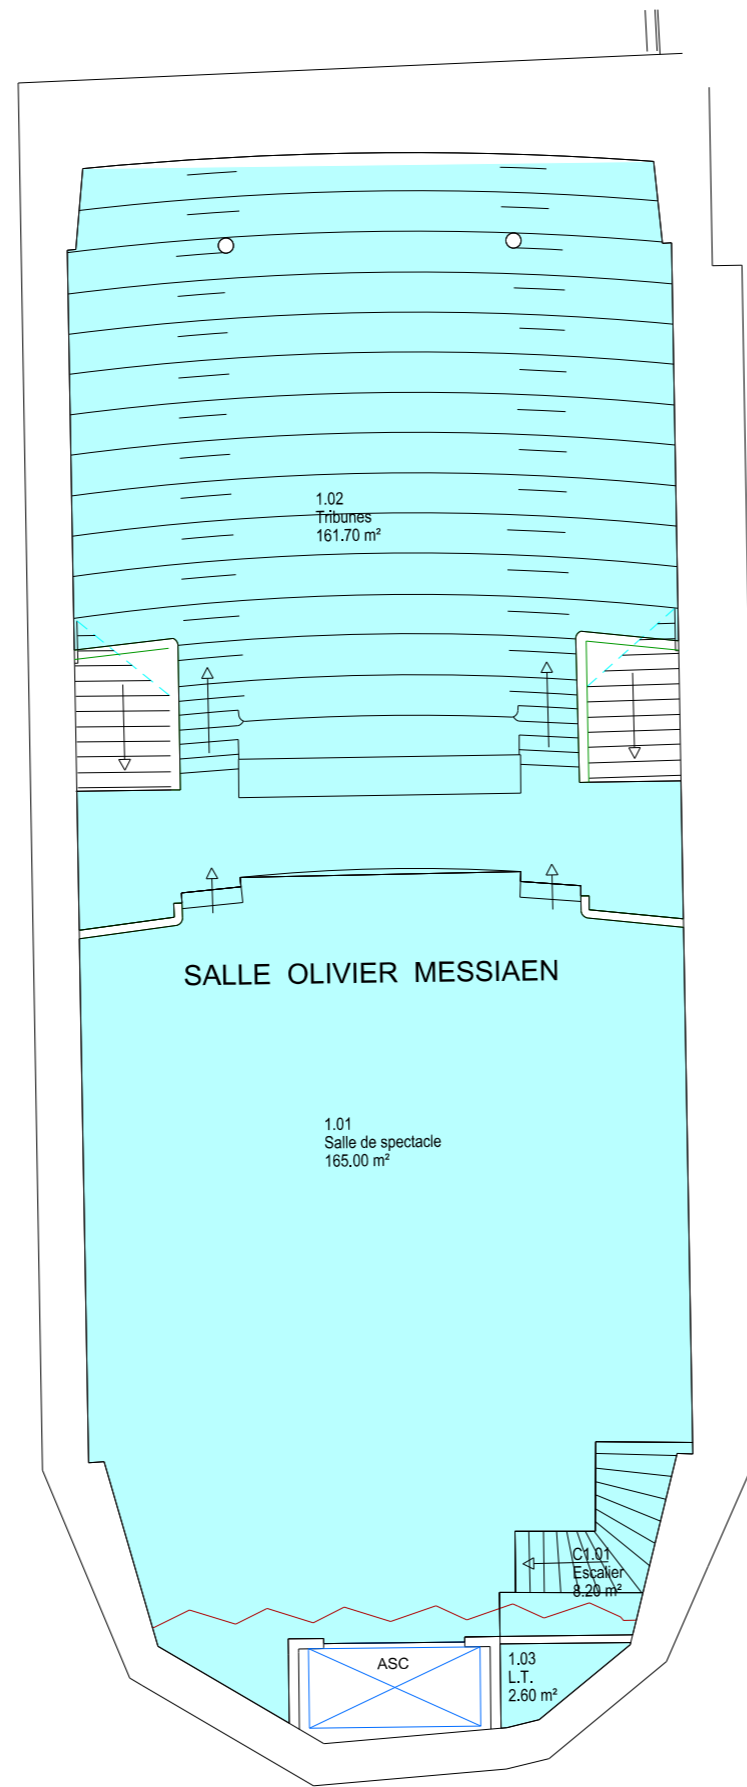 1.02
Tribunes
161.70 m²
SALLE OLIVIER MESSIAEN
1.01
Salle de spectacle
165.00 m²
C1.01
Escalier
8.20 m²
ASC
1.03
L.T.
2.60 m²